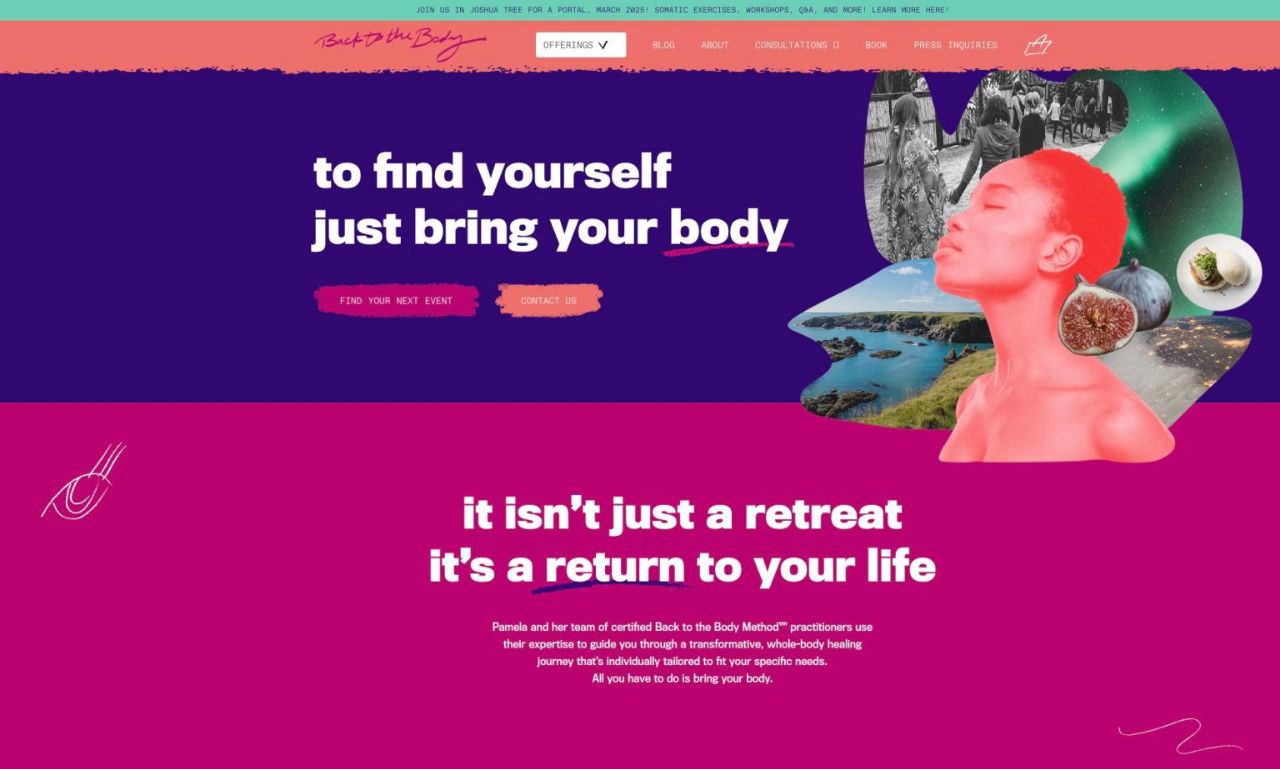 JOIN US IN JOSHUA TREE FOR A PORTAL, MARCH 2025! SOMATIC EXERCISES, WORKSHOPS, Q&A, AND MORE! LEARN MORE HERE!
Back to the Body
OFFERINGS
BLOG
ABOUT
CONSULTATIONS
BOOK
PRESS INQUIRIES
to find yourself
just bring your body
FIND YOUR NEXT EVENT
CONTACT US
it isn't just a retreat
it's a return to your life
Pamela and her team of certified Back to the Body Method℠ practitioners use
their expertise to guide you through a transformative, whole-body healing
journey that's individually tailored to fit your specific needs.
All you have to do is bring your body.